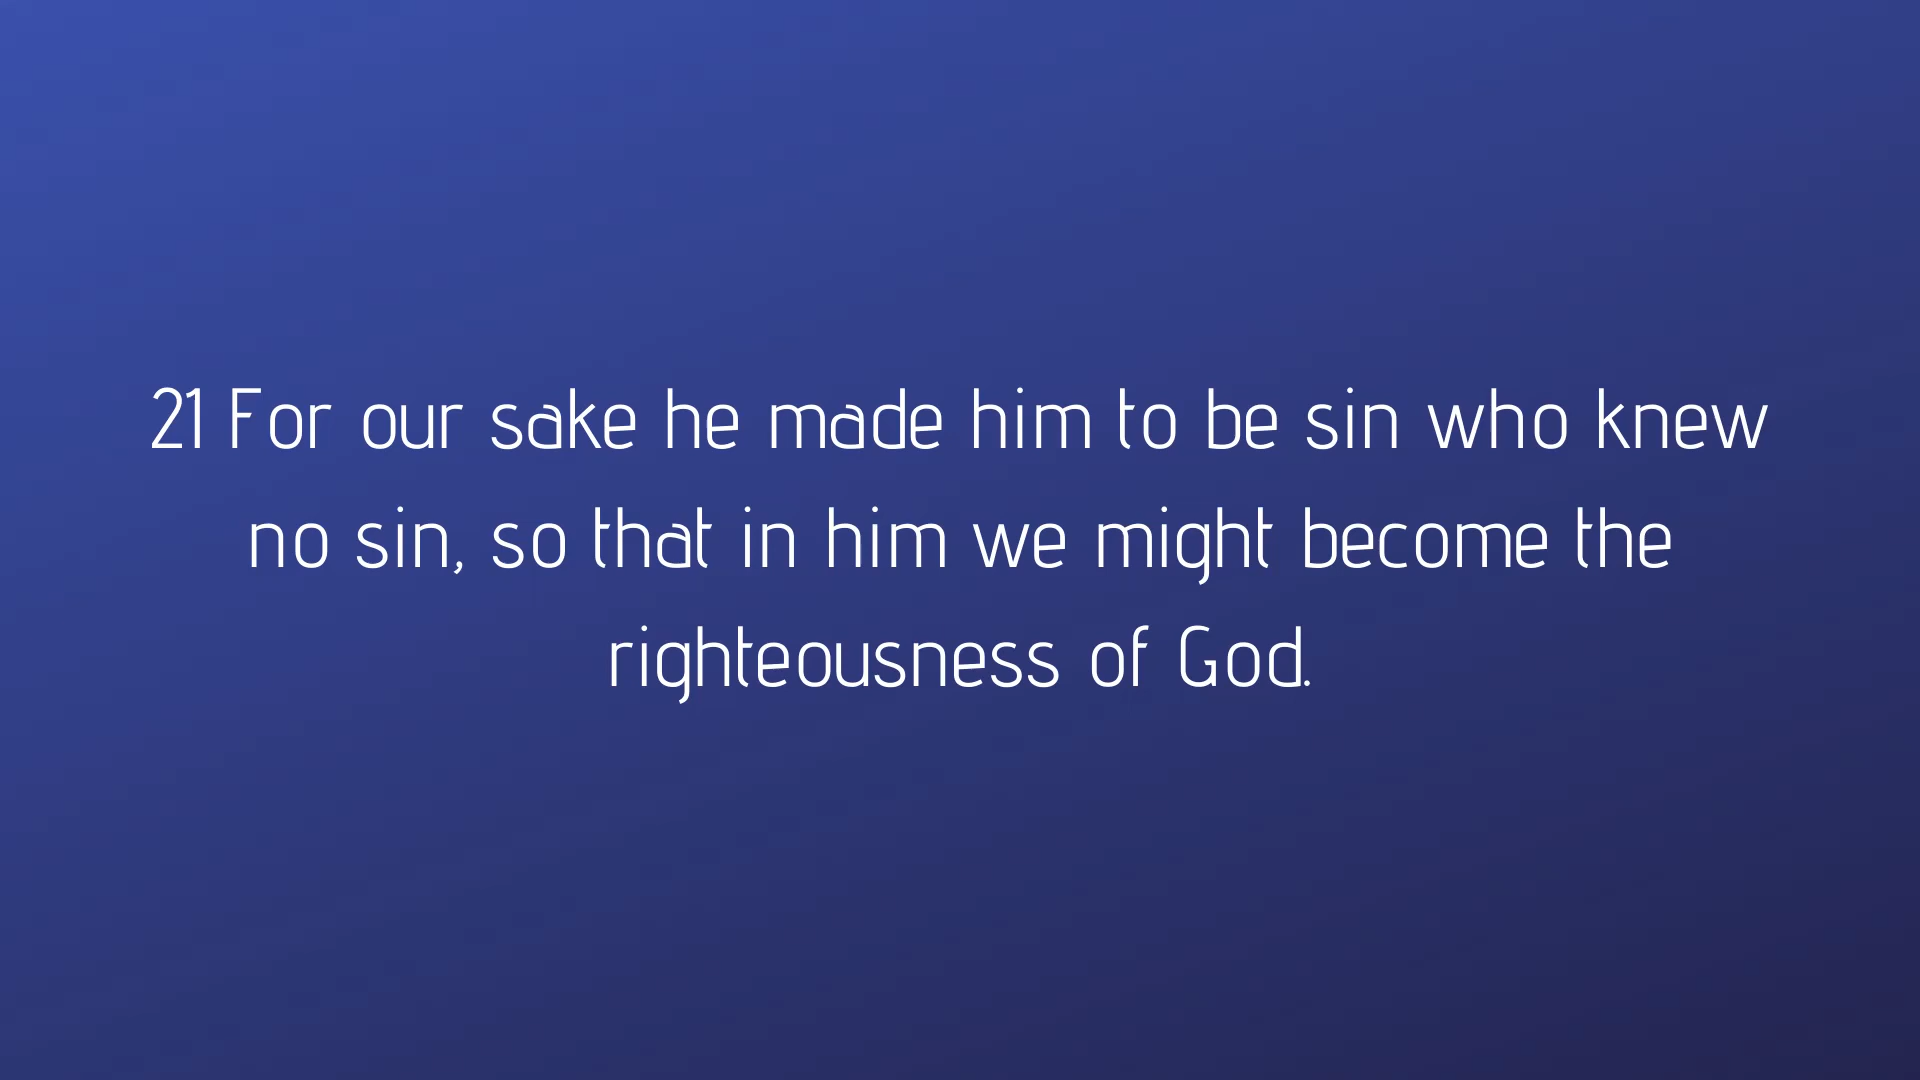 21 For our sake he made him to be sin who knew
no sin, so that in him we might become the
righteousness of God.